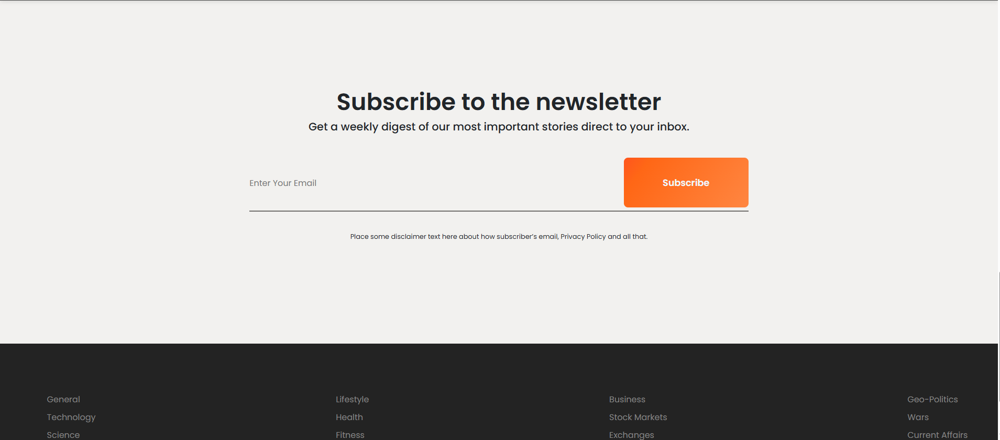 Subscribe to the newsletter
Get a weekly digest of our most important stories direct to your inbox.
Enter Your Email
Subscribe
Place some disclaimer text here about how subscriber’s email, Privacy Policy and all that.
General
Lifestyle
Business
Geo-Politics
Technology
Health
Stock Markets
Wars
Science
Fitness
Exchanges
Current Affairs